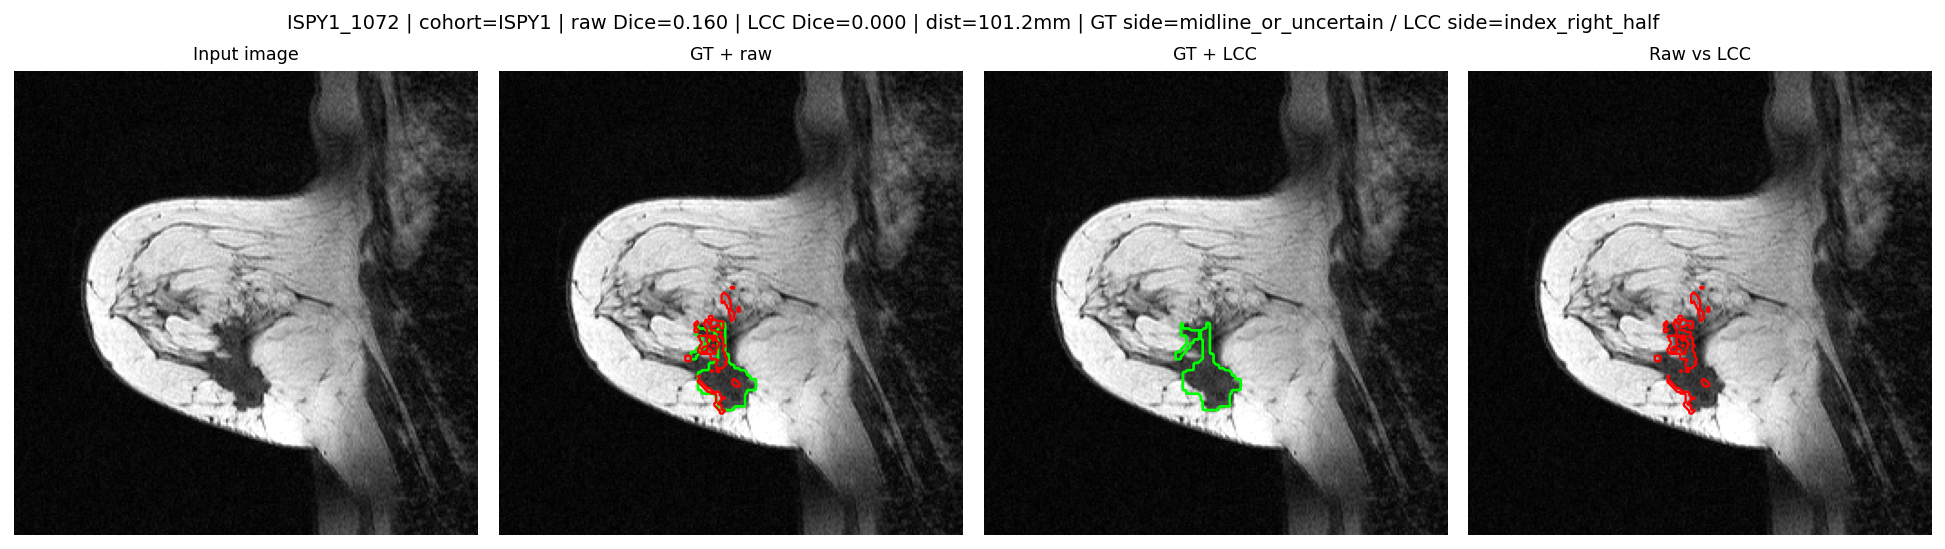 ISPY1_1072 | cohort=ISPY1 | raw Dice=0.160 | LCC Dice=0.000 | dist=101.2mm | GT side=midline_or_uncertain / LCC side=index_right_half
Input image
GT + raw
GT + LCC
Raw vs LCC